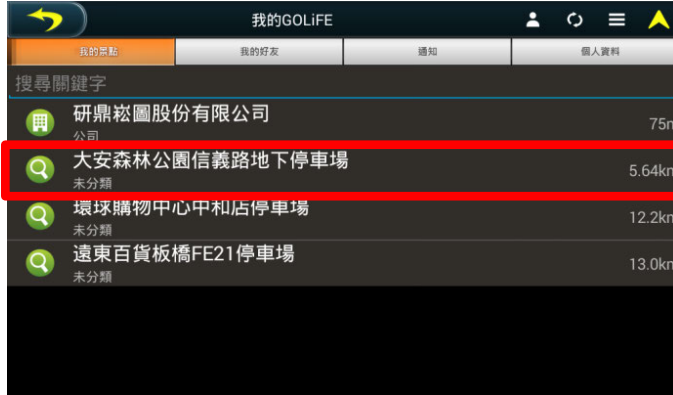 我的GOLiFE
我的景點 我的好友 通知 個人資料
搜尋關鍵字
研鼎崧圖股份有限公司
公司 75m
大安森林公園信義路地下停車場
未分類 5.64km
環球購物中心中和店停車場
未分類 12.2km
遠東百貨板橋FE21停車場
未分類 13.0km